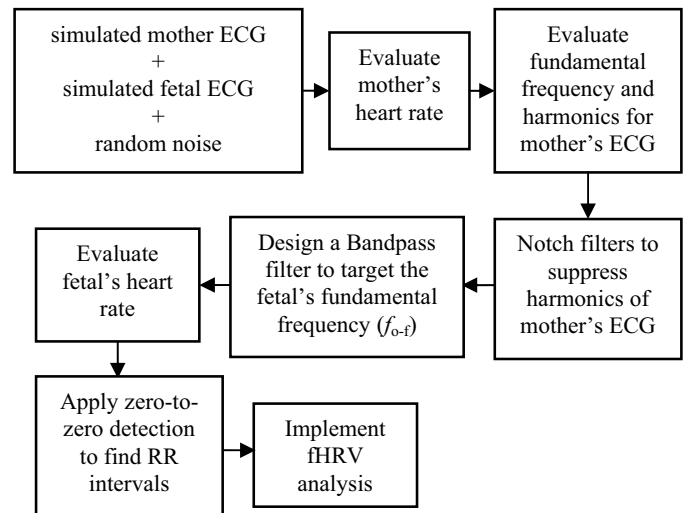 simulated mother ECG
+
simulated fetal ECG
+
random noise
Evaluate
mother's
heart rate
Evaluate
fundamental
frequency and
harmonics for
mother's ECG
Notch filters to
suppress
harmonics of
mother's ECG
Design a Bandpass
filter to target the
fetal's fundamental
frequency (fo-f)
Evaluate
fetal's heart
rate
Apply zero-to-
zero detection
to find RR
intervals
Implement
fHRV
analysis